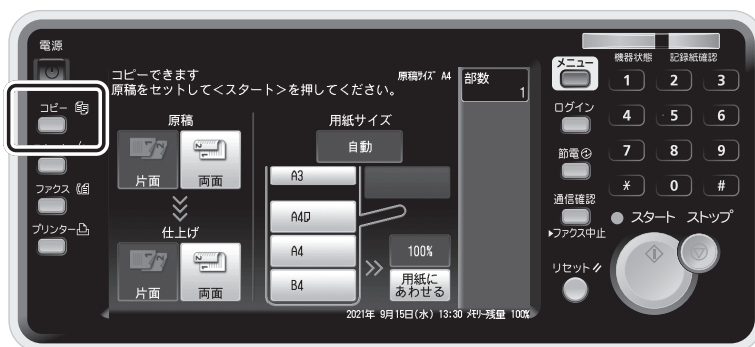 電源
コピー
ファクス
プリンター
コピーできます
原稿をセットして<スタート>を押してください。
原稿ｻｲｽﾞ A4
部数
1
原稿
片面
両面
仕上げ
片面
両面
用紙サイズ
自動
A3
A4
A4
B4
100%
用紙に
あわせる
2021年 9月15日(水) 13:30 ﾒﾓﾘｰ残量 100%
メニュー
機器状態
記録紙確認
ログイン
節電
通信確認
▶ファクス中止
リセット
1 2 3
4 5 6
7 8 9
* 0 #
スタート ストップ